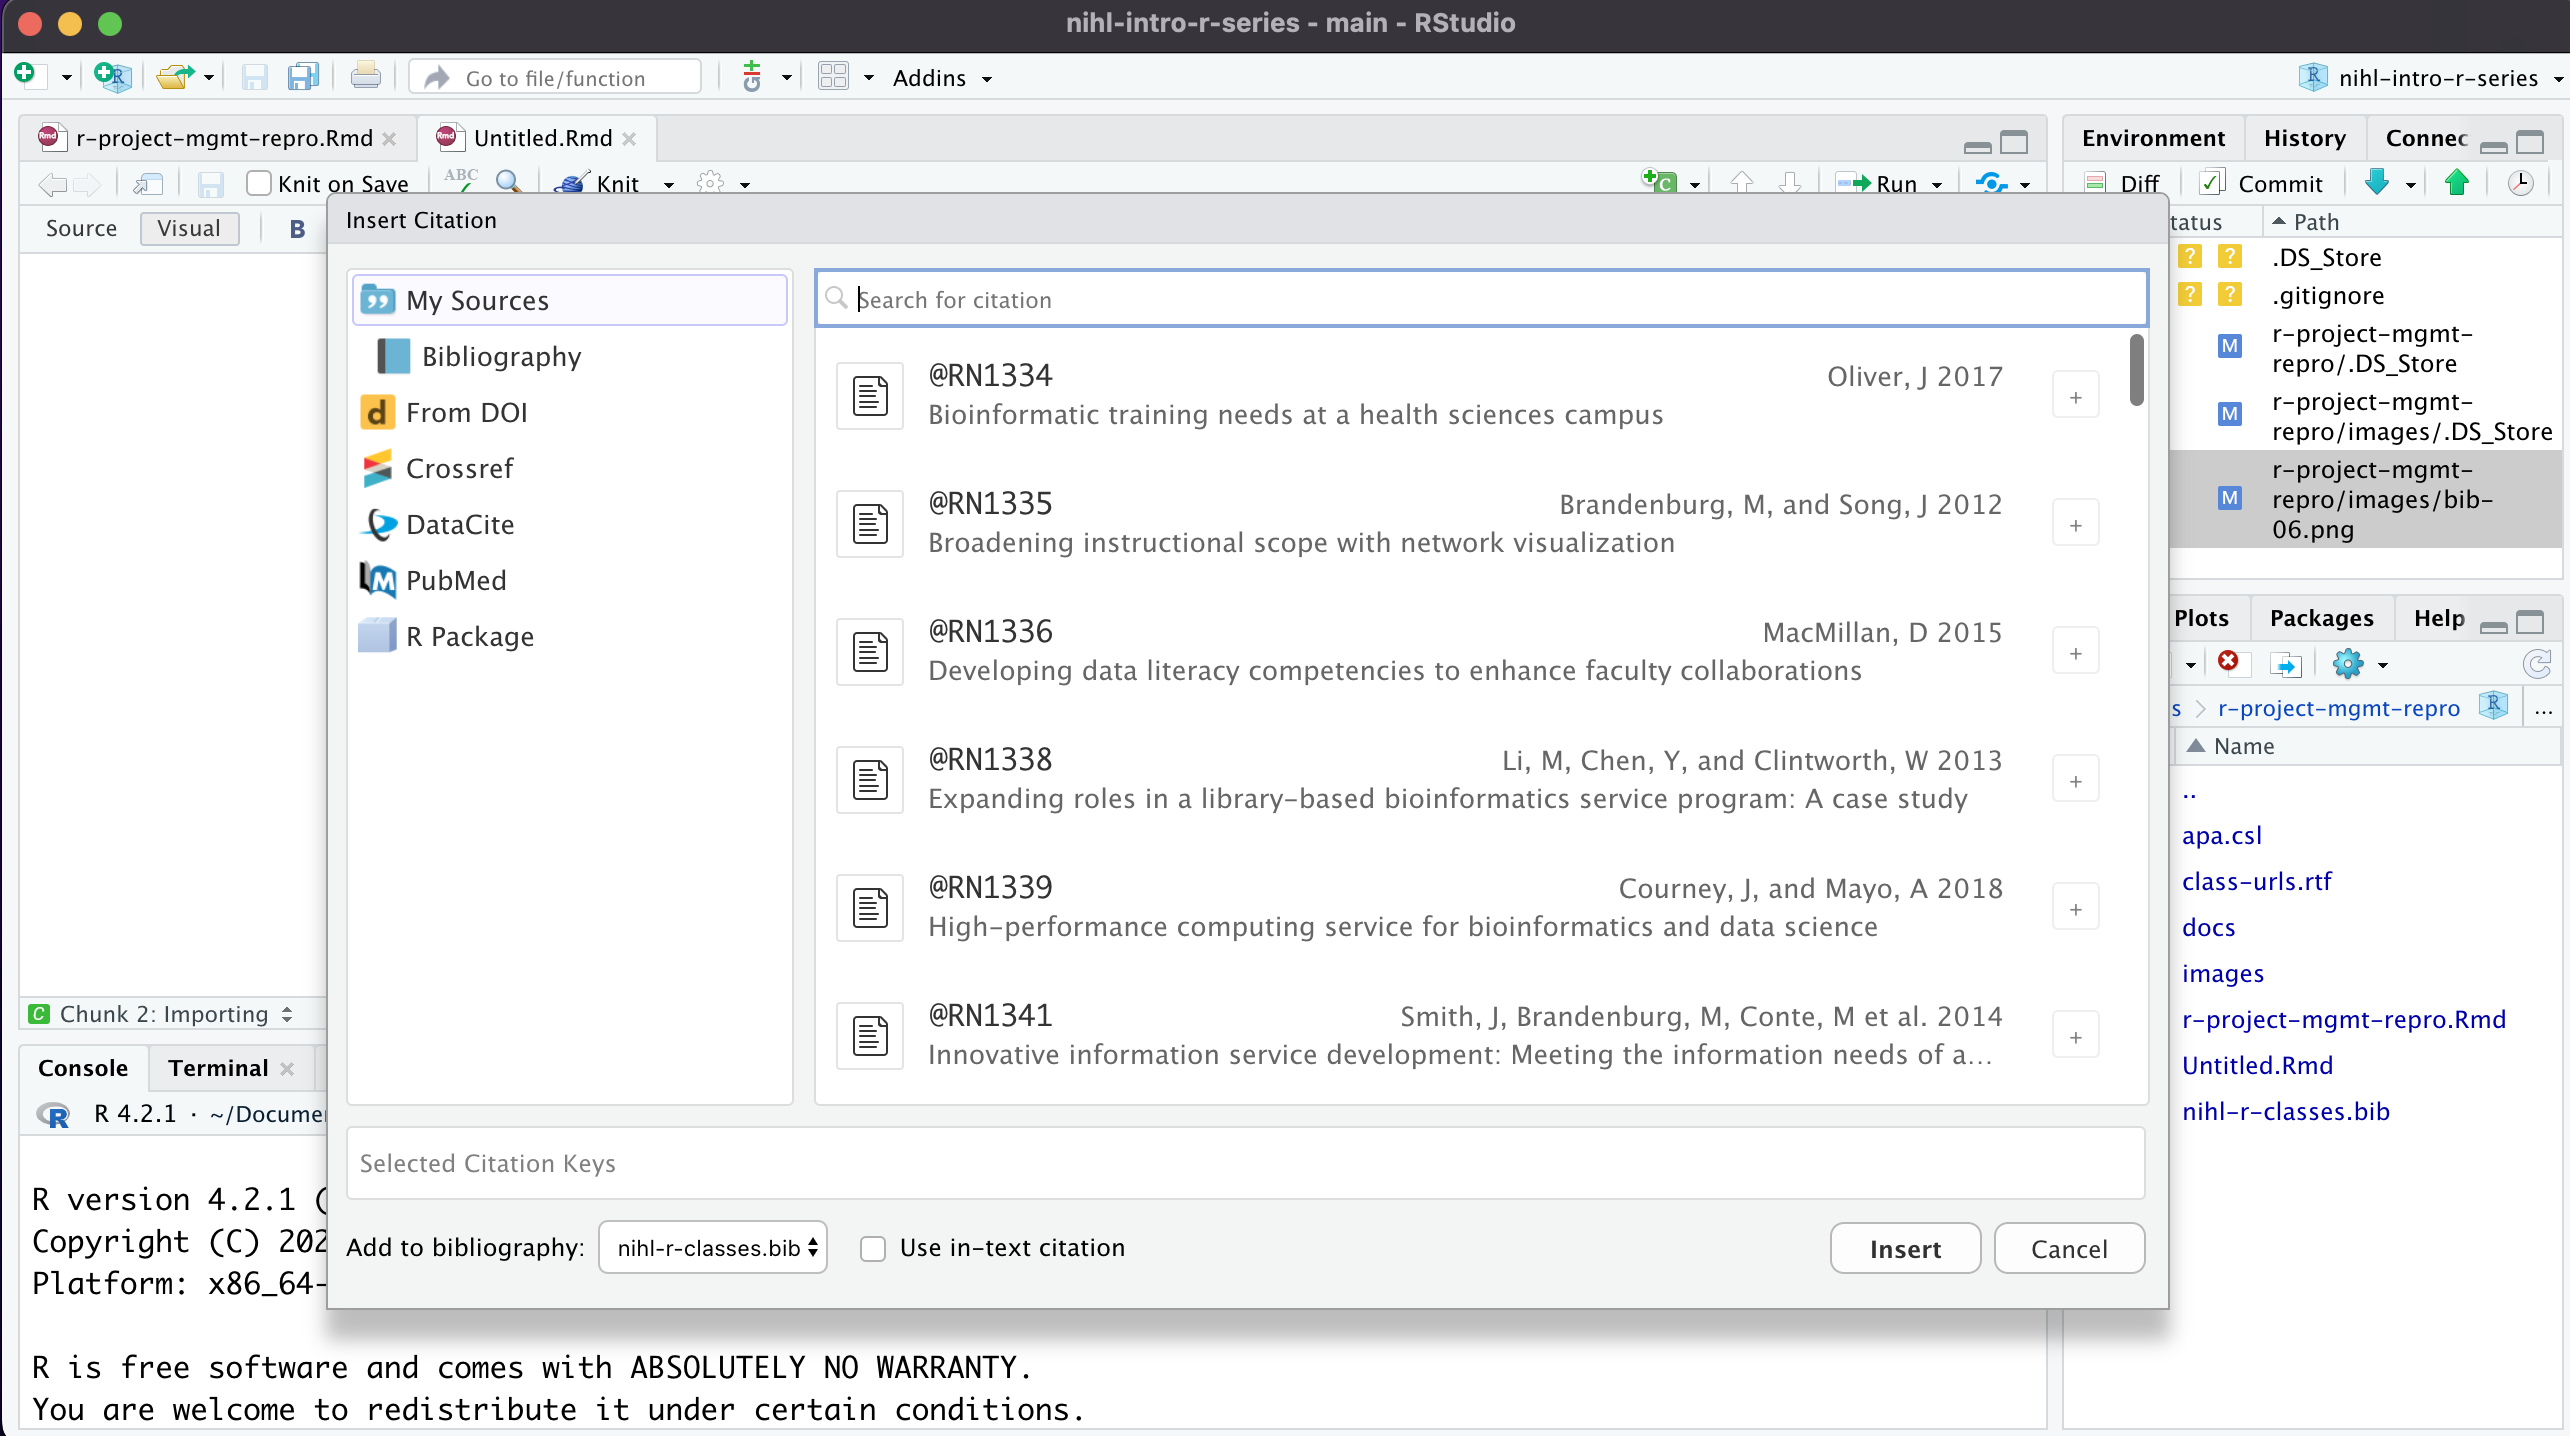 nihl-intro-r-series - main - RStudio
Go to file/function
Addins
nihl-intro-r-series
r-project-mgmt-repro.Rmd
Untitled.Rmd
Knit on Save
ABC
Knit
Run
Source
Visual
B
Environment
History
Connec
Diff
Commit
tatus
Path
? ? .DS_Store
? ? .gitignore
M r-project-mgmt-
repro/.DS_Store
M r-project-mgmt-
repro/images/.DS_Store
M r-project-mgmt-
repro/images/bib-
06.png
Insert Citation
My Sources
Bibliography
From DOI
Crossref
DataCite
PubMed
R Package
Search for citation
@RN1334 Oliver, J 2017
Bioinformatic training needs at a health sciences campus
+
@RN1335 Brandenburg, M, and Song, J 2012
Broadening instructional scope with network visualization
+
@RN1336 MacMillan, D 2015
Developing data literacy competencies to enhance faculty collaborations
+
@RN1338 Li, M, Chen, Y, and Clintworth, W 2013
Expanding roles in a library-based bioinformatics service program: A case study
+
@RN1339 Courney, J, and Mayo, A 2018
High-performance computing service for bioinformatics and data science
+
@RN1341 Smith, J, Brandenburg, M, Conte, M et al. 2014
Innovative information service development: Meeting the information needs of a...
+
Selected Citation Keys
Add to bibliography: nihl-r-classes.bib
Use in-text citation
Insert
Cancel
Plots
Packages
Help
s > r-project-mgmt-repro
...
Name
..
apa.csl
class-urls.rtf
docs
images
r-project-mgmt-repro.Rmd
Untitled.Rmd
nihl-r-classes.bib
C Chunk 2: Importing
Console
Terminal
R 4.2.1 · ~/Docume
R version 4.2.1 (
Copyright (C) 202
Platform: x86_64-
R is free software and comes with ABSOLUTELY NO WARRANTY.
You are welcome to redistribute it under certain conditions.